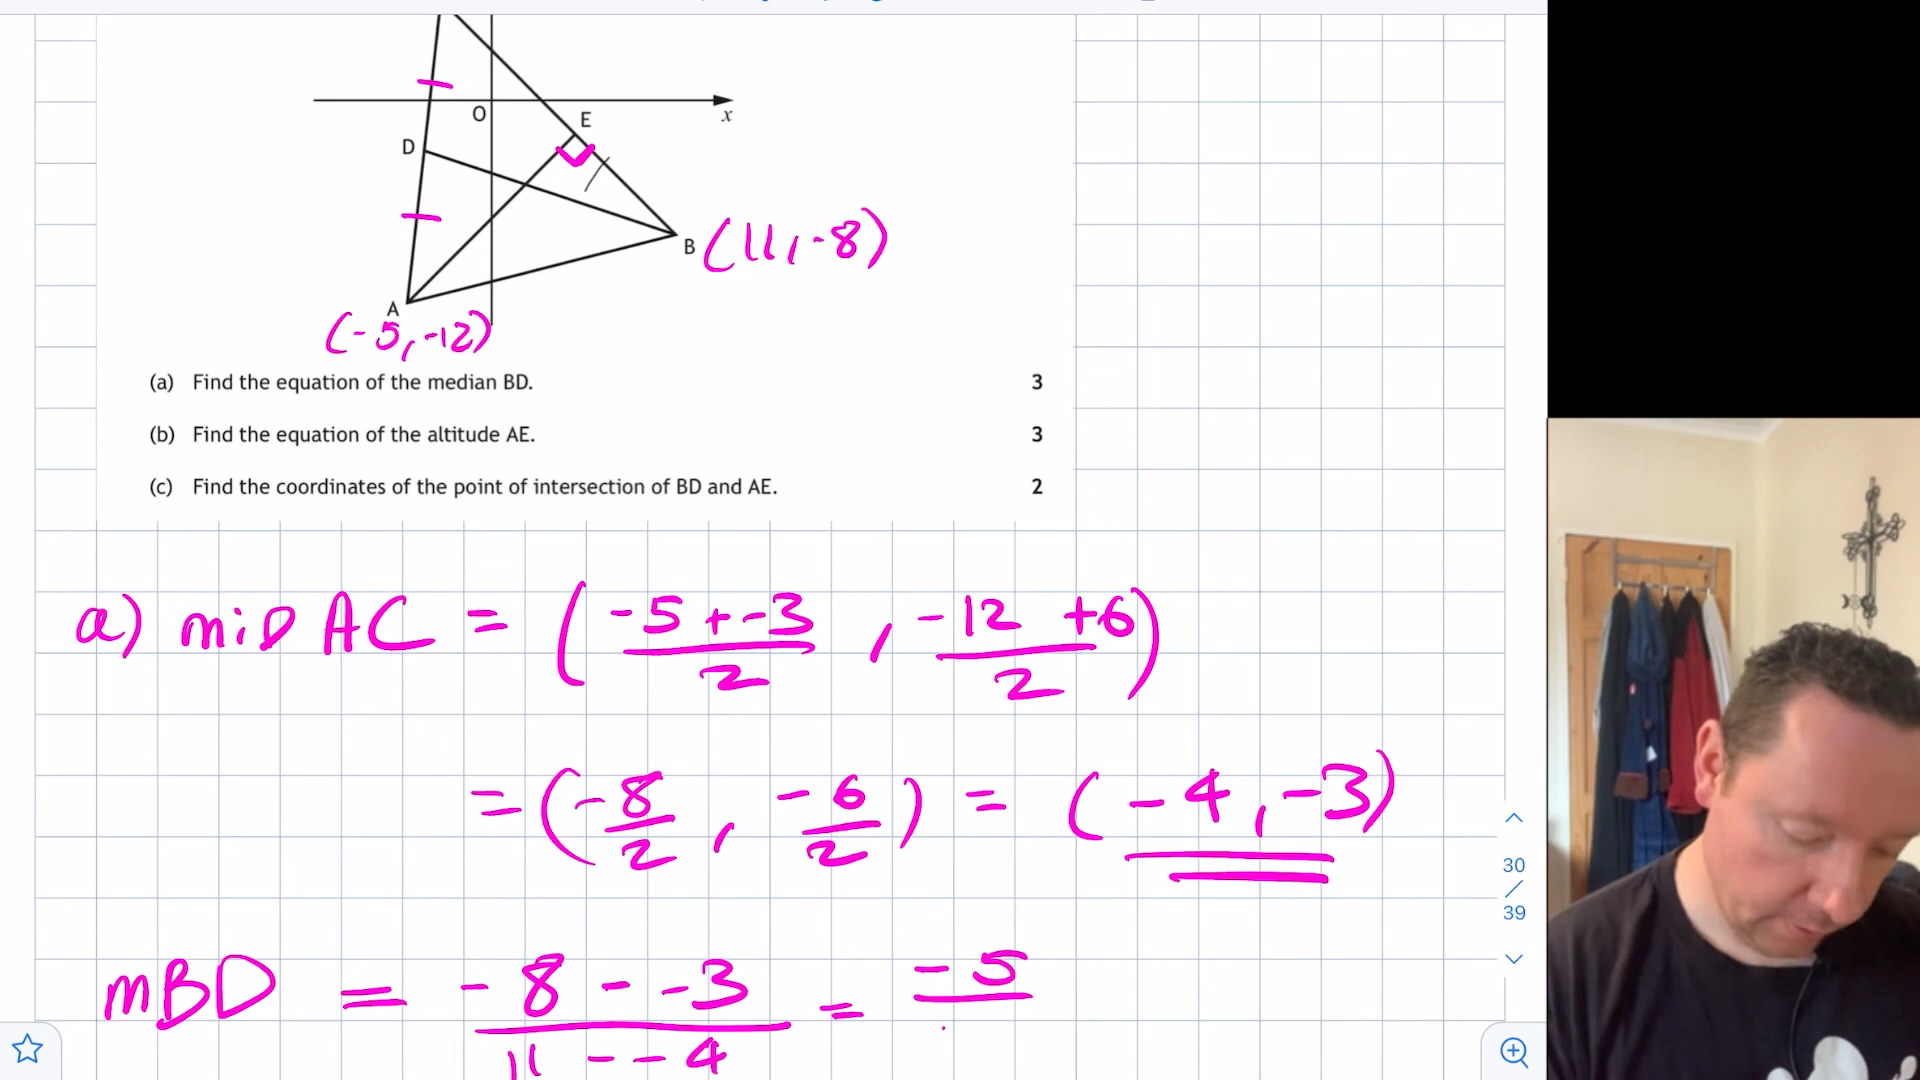 O
x
E
D
B (11, -8)
A
(-5, -12)
(a) Find the equation of the median BD. 3
(b) Find the equation of the altitude AE. 3
(c) Find the coordinates of the point of intersection of BD and AE. 2
a) miD AC = (-5 + -3 / 2, -12 + 6 / 2)
= (-8/2, -6/2) = (-4, -3)
30
/
39
mBD = -8 - -3 / 11 - -4 = -5